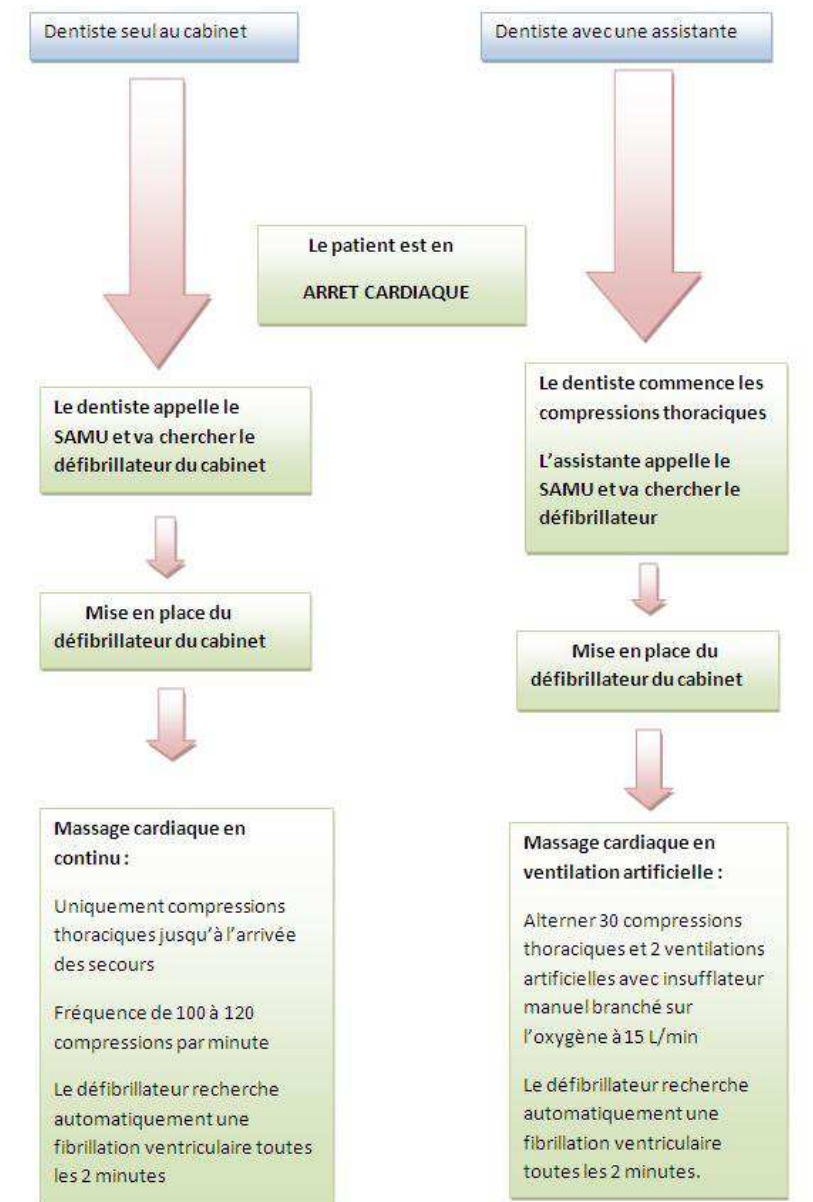 Dentiste seul au cabinet
Dentiste avec une assistante
Le patient est en
ARRET CARDIAQUE
Le dentiste appelle le
SAMU et va chercher le
défibrillateur du cabinet
Mise en place du
défibrillateur du cabinet
Massage cardiaque en
continu :
Uniquement compressions
thoraciques jusqu'à l'arrivée
des secours
Fréquence de 100 à 120
compressions par minute
Le défibrillateur recherche
automatiquement une
fibrillation ventriculaire toutes
les 2 minutes
Le dentiste commence les
compressions thoraciques
L'assistante appelle le
SAMU et va chercher le
défibrillateur
Mise en place du
défibrillateur du cabinet
Massage cardiaque en
ventilation artificielle :
Alterner 30 compressions
thoraciques et 2 ventilations
artificielles avec insufflateur
manuel branché sur
l'oxygène à 15 L/min
Le défibrillateur recherche
automatiquement une
fibrillation ventriculaire
toutes les 2 minutes.